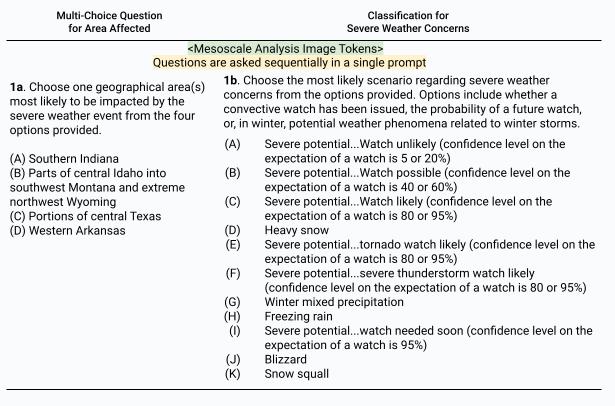 Multi-Choice Question
for Area Affected
Classification for
Severe Weather Concerns
<Mesoscale Analysis Image Tokens>
Questions are asked sequentially in a single prompt
1a. Choose one geographical area(s)
most likely to be impacted by the
severe weather event from the four
options provided.
(A) Southern Indiana
(B) Parts of central Idaho into
southwest Montana and extreme
northwest Wyoming
(C) Portions of central Texas
(D) Western Arkansas
1b. Choose the most likely scenario regarding severe weather
concerns from the options provided. Options include whether a
convective watch has been issued, the probability of a future watch,
or, in winter, potential weather phenomena related to winter storms.
(A) Severe potential...Watch unlikely (confidence level on the
expectation of a watch is 5 or 20%)
(B) Severe potential...Watch possible (confidence level on the
expectation of a watch is 40 or 60%)
(C) Severe potential...Watch likely (confidence level on the
expectation of a watch is 80 or 95%)
(D) Heavy snow
(E) Severe potential...tornado watch likely (confidence level on the
expectation of a watch is 80 or 95%)
(F) Severe potential...severe thunderstorm watch likely
(confidence level on the expectation of a watch is 80 or 95%)
(G) Winter mixed precipitation
(H) Freezing rain
(I) Severe potential...watch needed soon (confidence level on the
expectation of a watch is 95%)
(J) Blizzard
(K) Snow squall